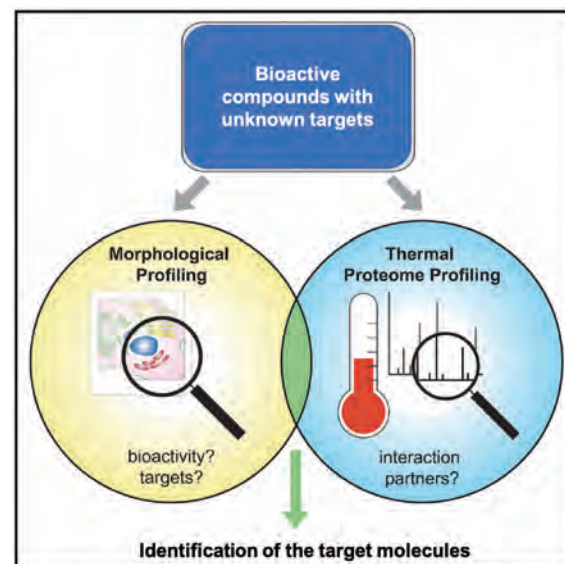 Bioactive
compounds with
unknown targets
Morphological
Profiling
Thermal
Proteome Profiling
bioactivity?
targets?
interaction
partners?
Identification of the target molecules